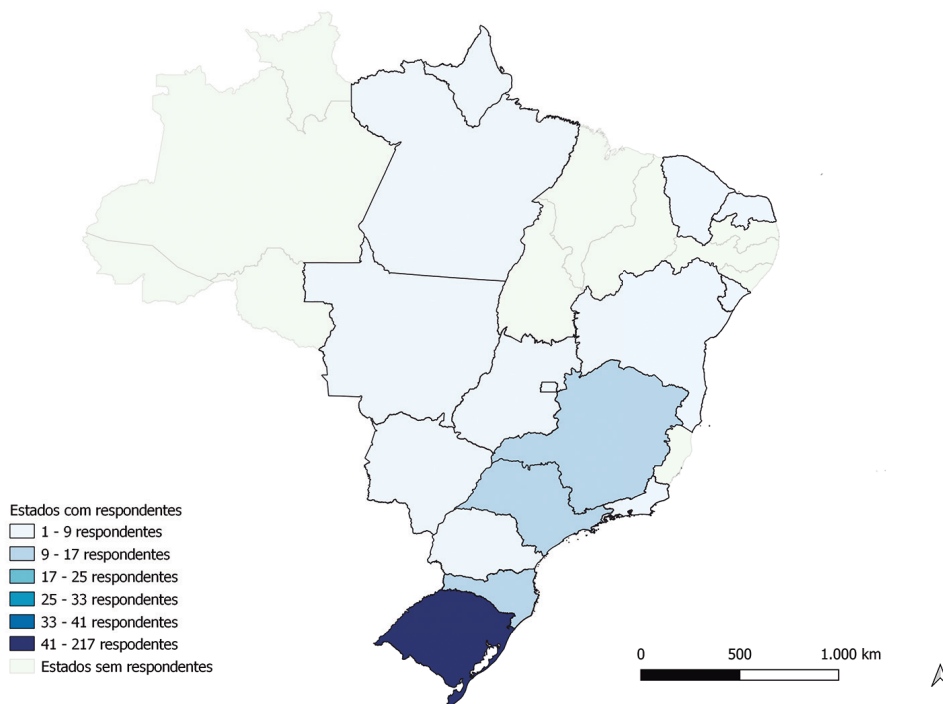 Estados com respondentes
1 - 9 respondentes
9 - 17 respondentes
17 - 25 respondentes
25 - 33 respondentes
33 - 41 respondentes
41 - 217 respodentes
Estados sem respondentes
0 500 1.000 km